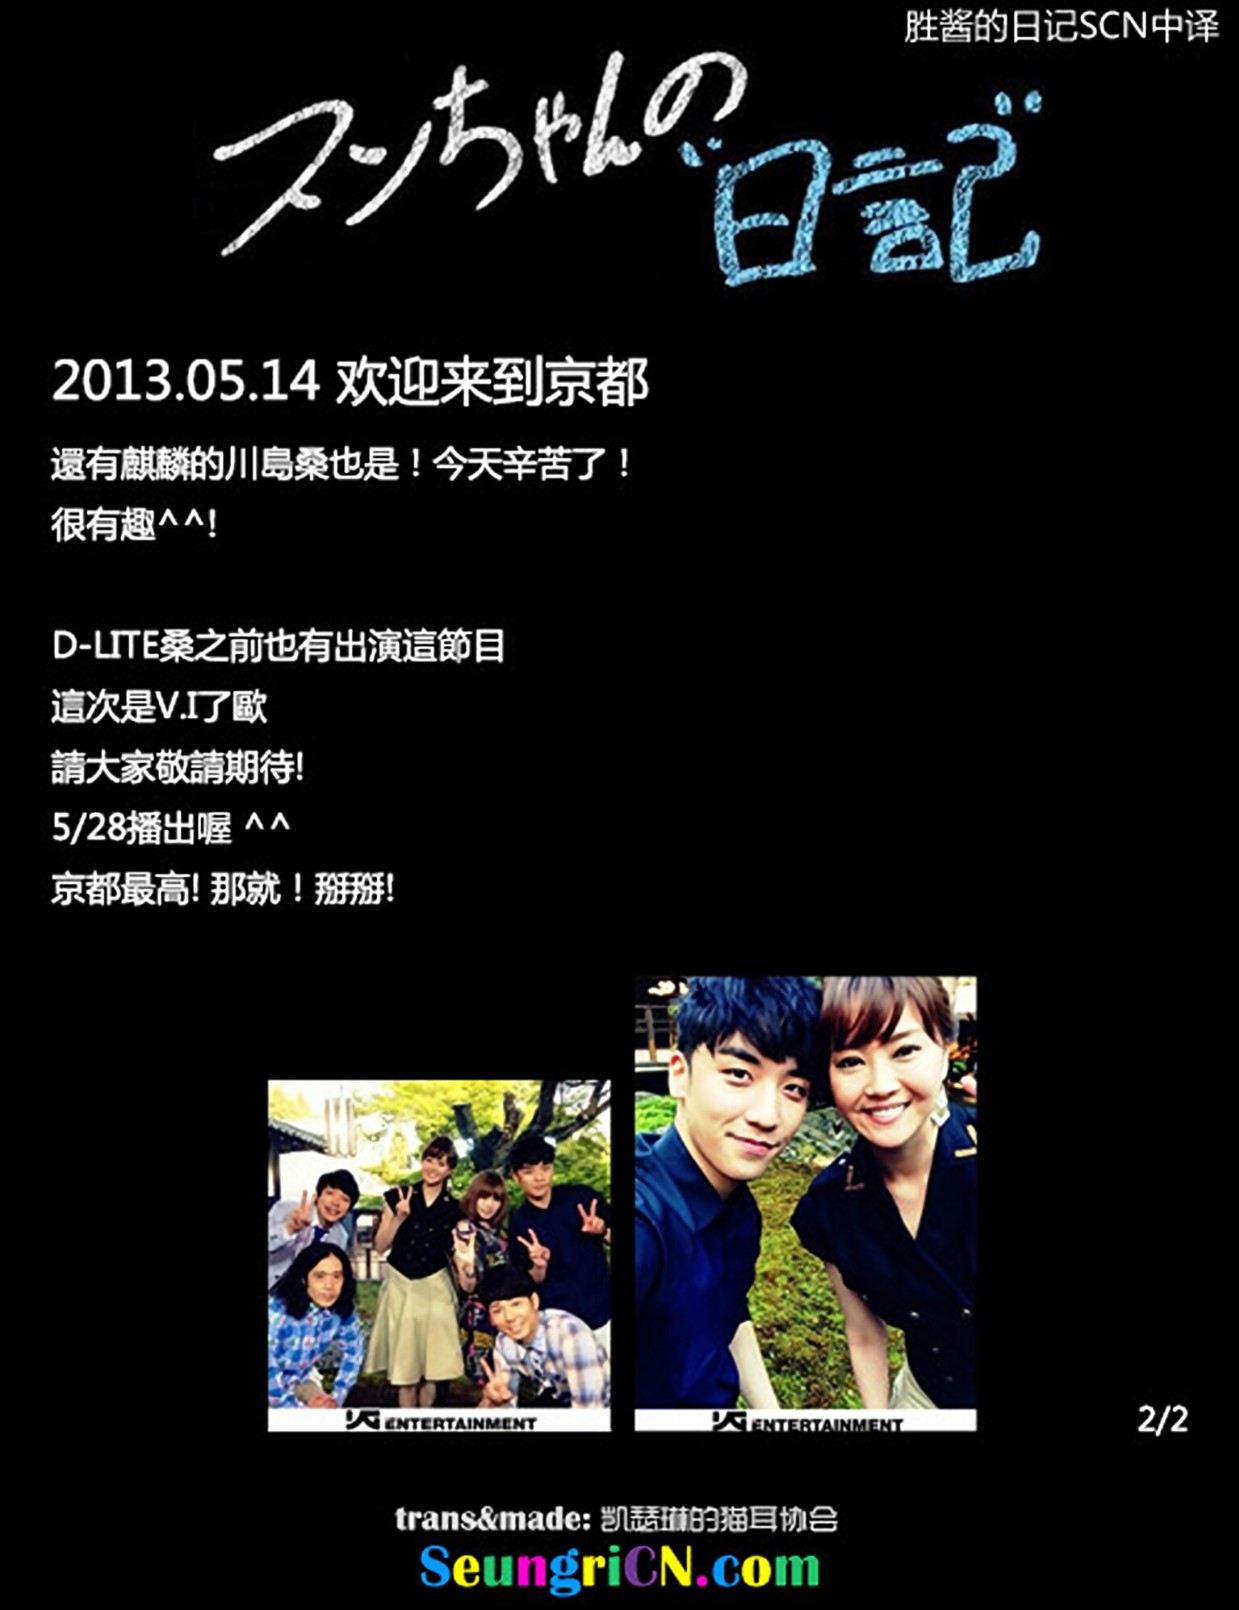 胜酱的日记SCN中译
スンちゃんの
日記
2013.05.14 欢迎来到京都
還有麒麟的川島桑也是！今天辛苦了！
很有趣^^!
D-LITE桑之前也有出演這節目
這次是V.I了歐
請大家敬請期待!
5/28播出喔 ^^
京都最高! 那就！掰掰!
YG ENTERTAINMENT
YG ENTERTAINMENT
2/2
trans&made: 凯瑟琳的猫耳协会
SeungriCN.com